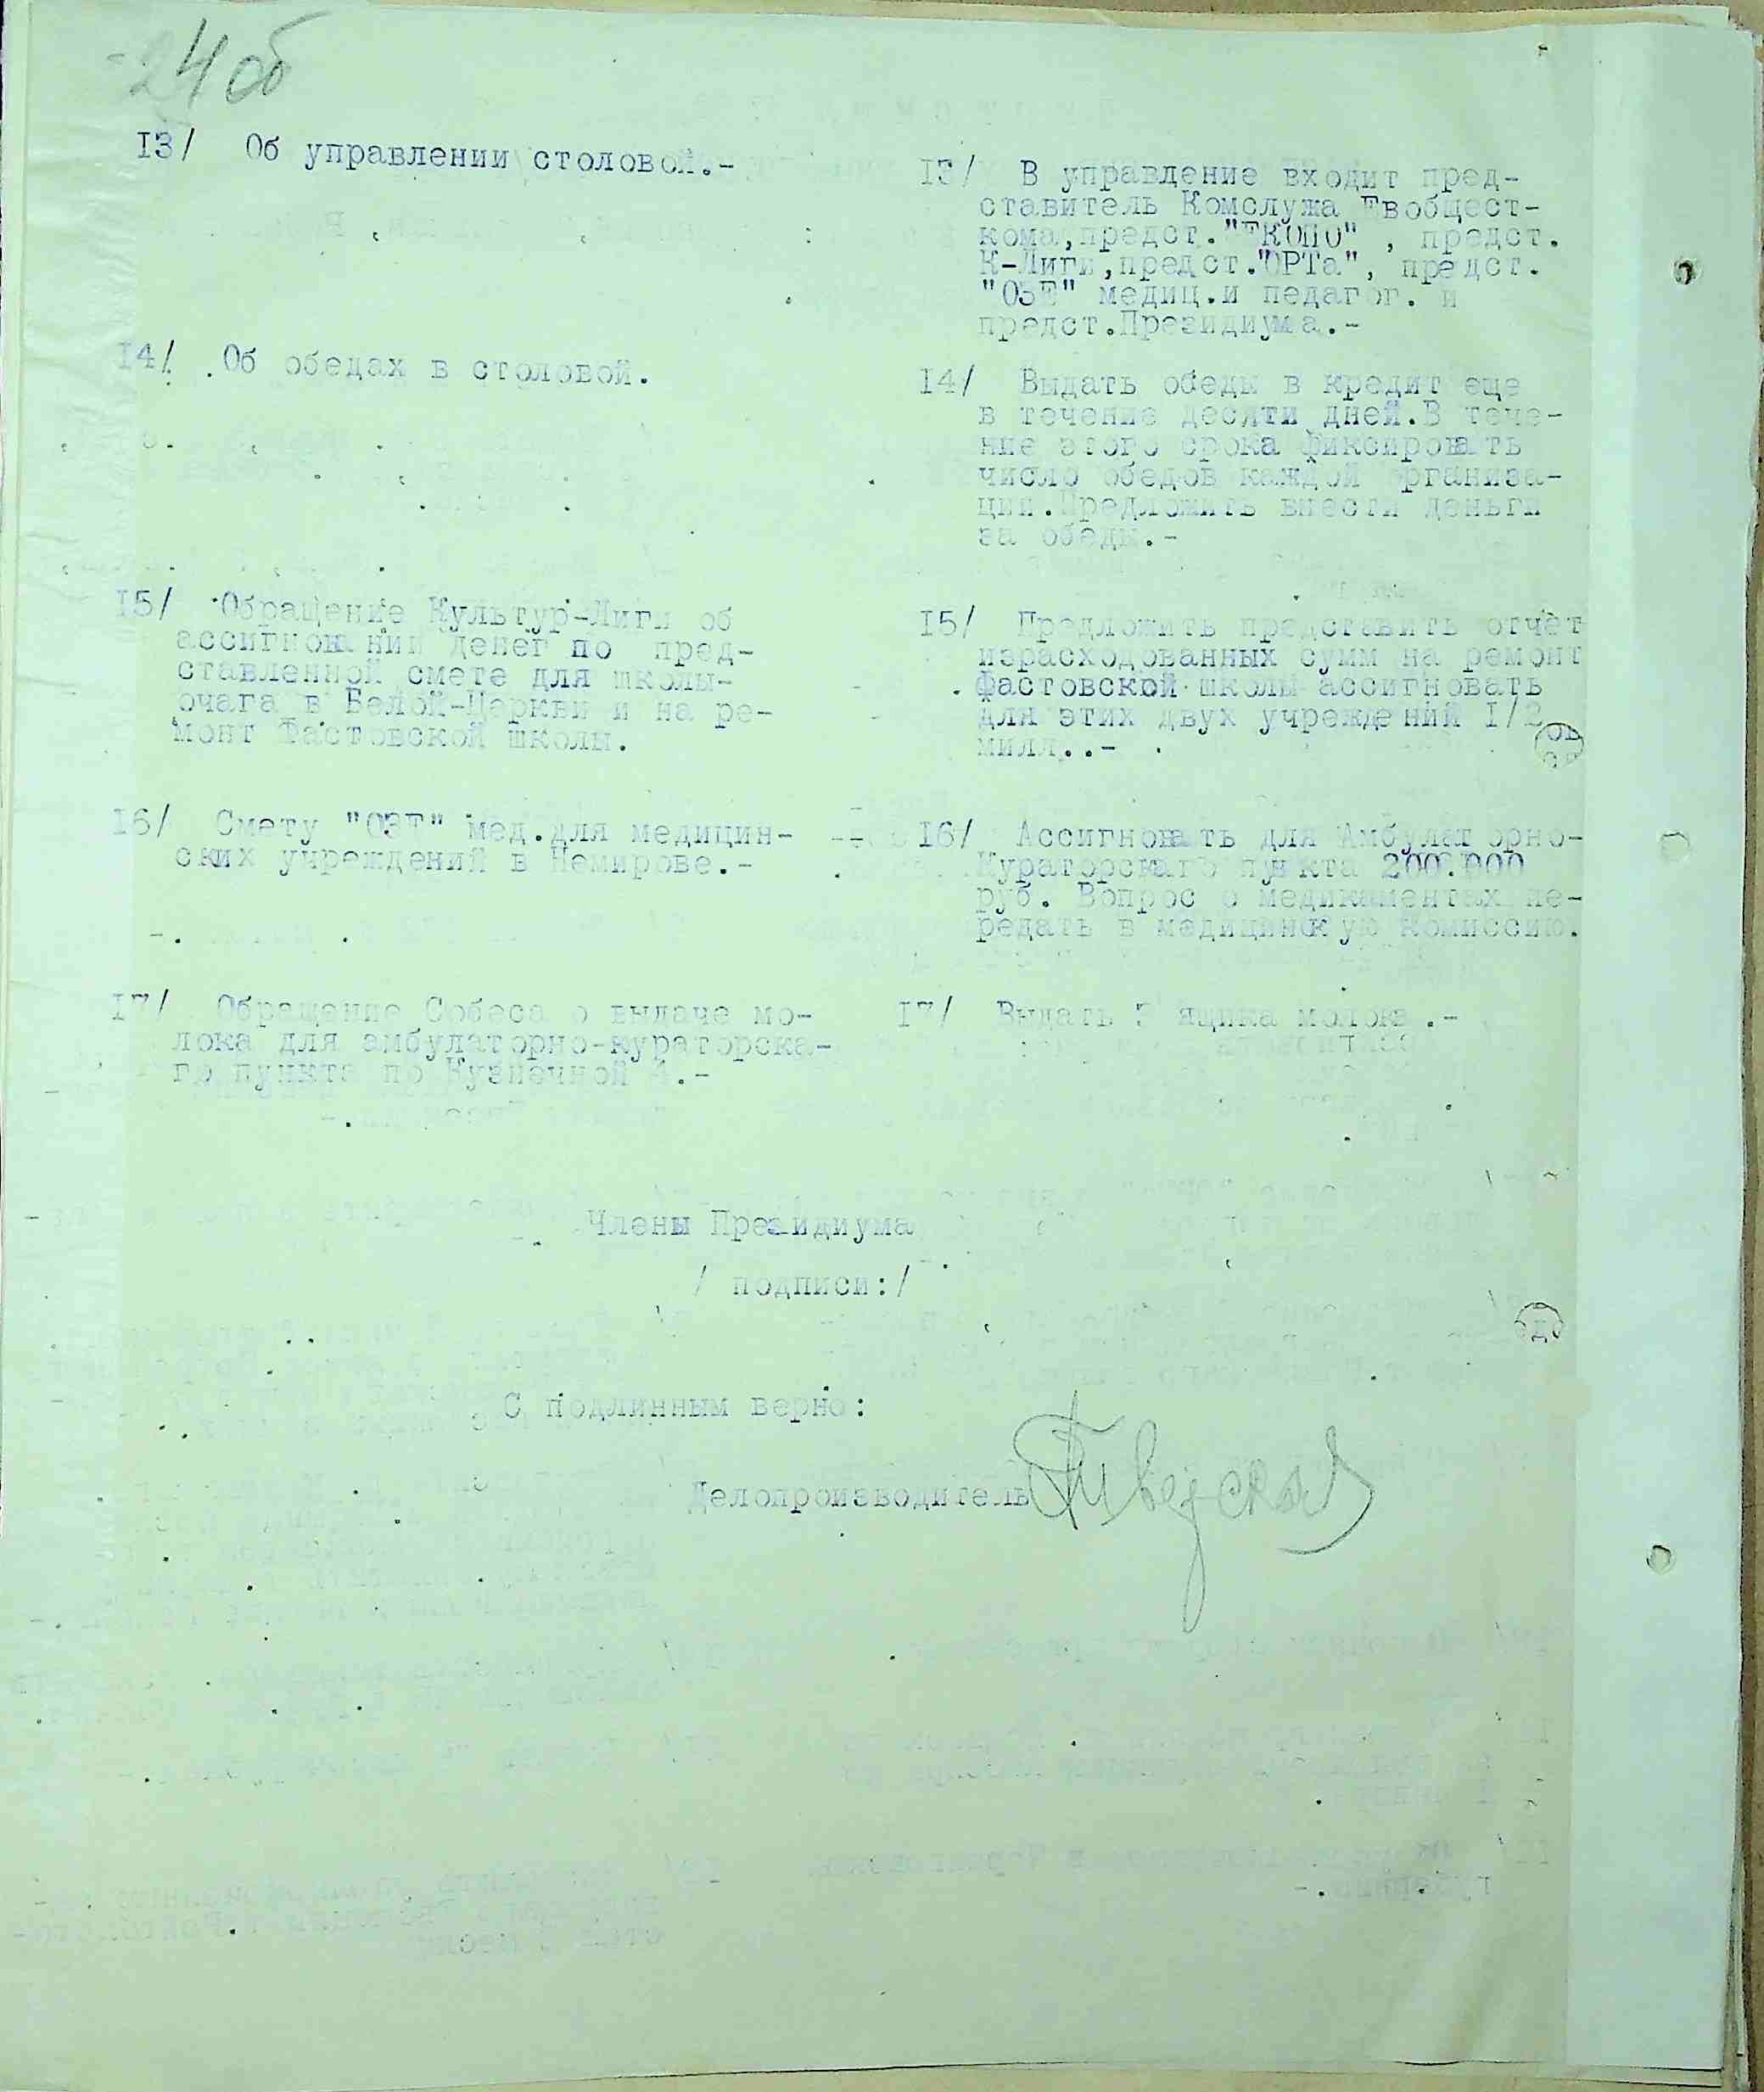 24 об
13/ Об управлении столовой.-
13/ В управление входит пред-
ставитель Комслужа Евобщест-
кома,предст."ЕКОПО" , предст.
К-Лиги,предст."ОРТа", предст.
"ОЗЕ" медиц.и педагог. и
предст.Президиума.-
14/. Об обедах в столовой.
14/ Выдать обеды в кредит еще
в течение десяти дней.В тече-
ние этого срока фиксировать
число обедов каждой организа-
ции.Предложить внести деньги
за обеды.-
15/ Обращение Культур-Лиги об
ассигновании денег по пред-
ставленной смете для школы-
очага в Белой-Церкви и на ре-
монт Фастовской школы.
15/ Предложить представить отчет
израсходованных сумм на ремонт
Фастовской школы ассигновать
для этих двух учреждений 1/2
милл..-
16/ Смету "ОЗЕ" мед.для медицин-
ских учреждений в Немирове.-
16/ Ассигновать для Амбулаторно-
Кураторскаго пункта 200.000
руб. Вопрос о медикаментах пе-
редать в медицинскую комиссию.
17/ Обращение Собеса о выдаче мо-
лока для амбулаторно-кураторска-
го пункта по Кузнечной .-
17/ Выдать ящика молока.-
Члены Президиума
/ подписи:/
С подлинным верно:
Делопроизводитель